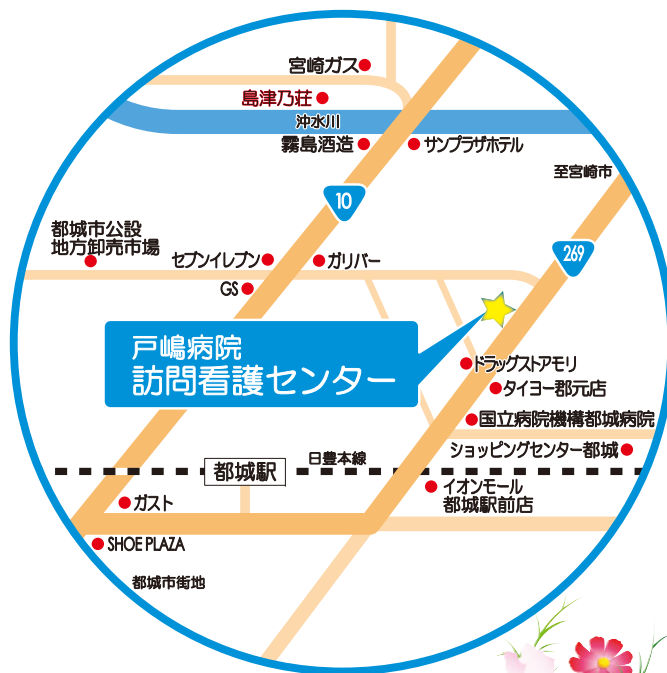 宮崎ガス
島津乃荘
沖水川
霧島酒造
サンプラザホテル
至宮崎市
10
都城市公設
地方卸売市場
セブンイレブン
ガリバー
269
GS
戸嶋病院
訪問看護センター
ドラッグストアモリ
タイヨー郡元店
国立病院機構都城病院
ショッピングセンター都城
日豊本線
都城駅
イオンモール
都城駅前店
ガスト
SHOE PLAZA
都城市街地